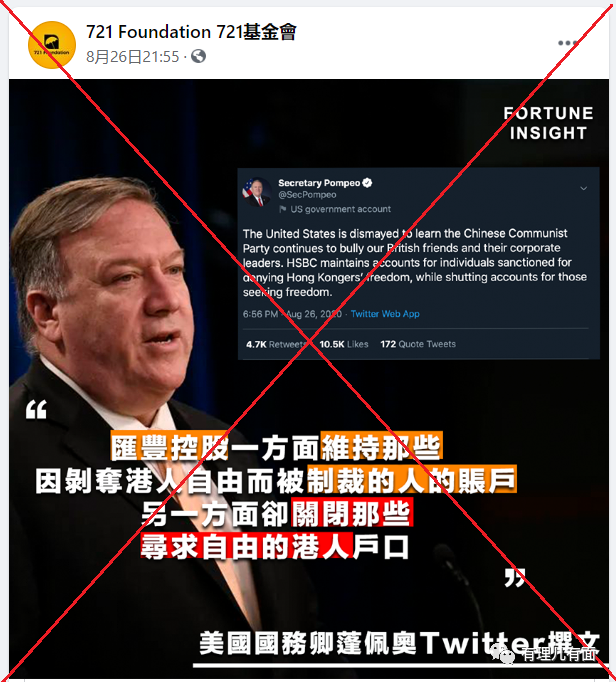 721 Foundation 721基金會
8月26日21:55
721 Foundation
FORTUNE
INSIGHT
Secretary Pompeo
@SecPompeo
US government account
The United States is dismayed to learn the Chinese Communist
Party continues to bully our British friends and their corporate
leaders. HSBC maintains accounts for individuals sanctioned for
denying Hong Kongers' freedom, while shutting accounts for those
seeking freedom.
6:56 PM · Aug 26, 2020 · Twitter Web App
4.7K Retweets 10.5K Likes 172 Quote Tweets
“
匯豐控股一方面維持那些
因剝奪港人自由而被制裁的人的賬戶
另一方面卻關閉那些
尋求自由的港人戶口
”
美國國務卿蓬佩奧Twitter撰文
有理儿有面